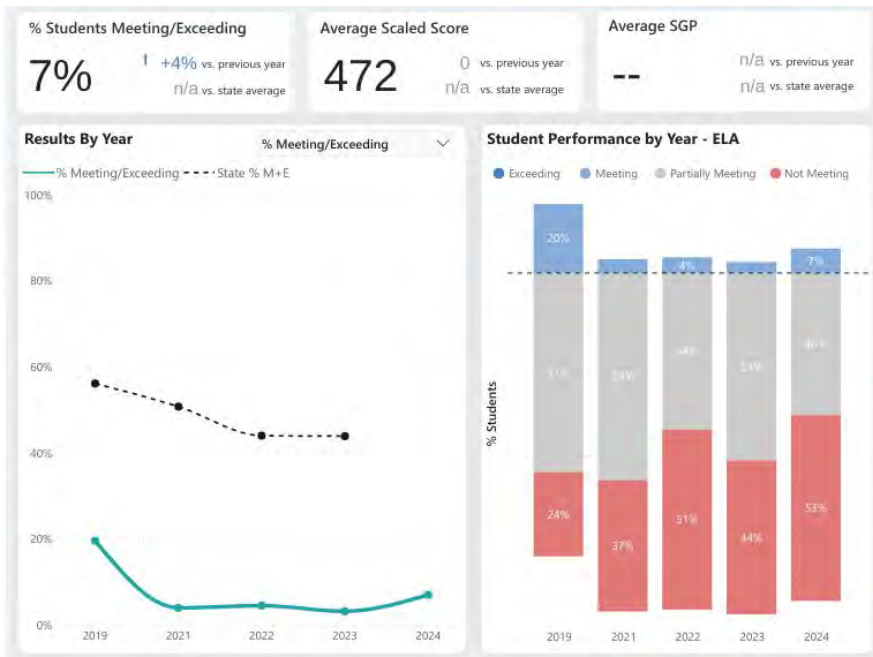 % Students Meeting/Exceeding
7%
↑ +4% vs. previous year
n/a vs. state average
Average Scaled Score
472
0 vs. previous year
n/a vs. state average
Average SGP
--
n/a vs. previous year
n/a vs. state average
Results By Year
% Meeting/Exceeding
% Meeting/Exceeding State % M+E
100%
80%
60%
40%
20%
0%
2019 2021 2022 2023 2024
Student Performance by Year - ELA
Exceeding Meeting Partially Meeting Not Meeting
% Students
20% 4% 7%
44% 40%
24% 37% 51% 44% 53%
2019 2021 2022 2023 2024